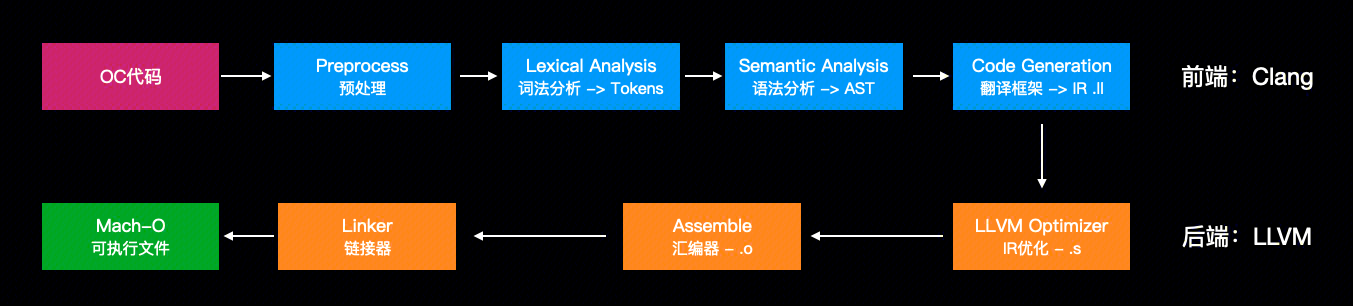 OC代码
Preprocess
预处理
Lexical Analysis
词法分析 -> Tokens
Semantic Analysis
语法分析 -> AST
Code Generation
翻译框架 -> IR .ll
前端：Clang
Mach-O
可执行文件
Linker
链接器
Assemble
汇编器 - .o
LLVM Optimizer
IR优化 - .s
后端：LLVM